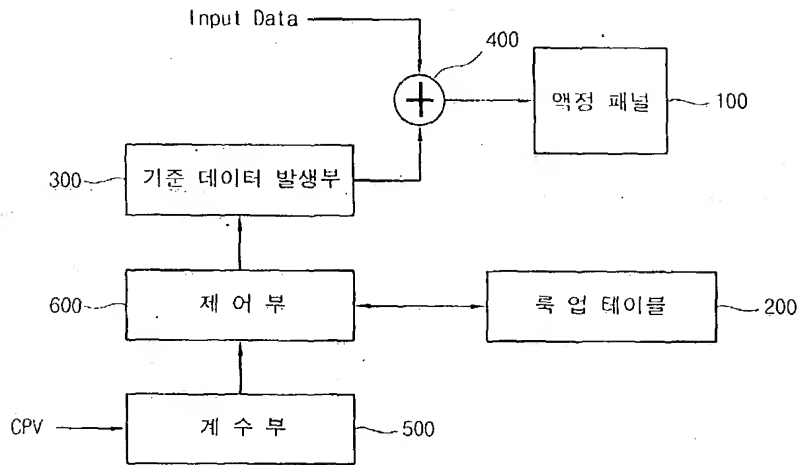 Input Data
400
액정 패널
100
300
기준 데이터 발생부
600
제 어 부
룩 업 테이블
200
CPV
계 수 부
500